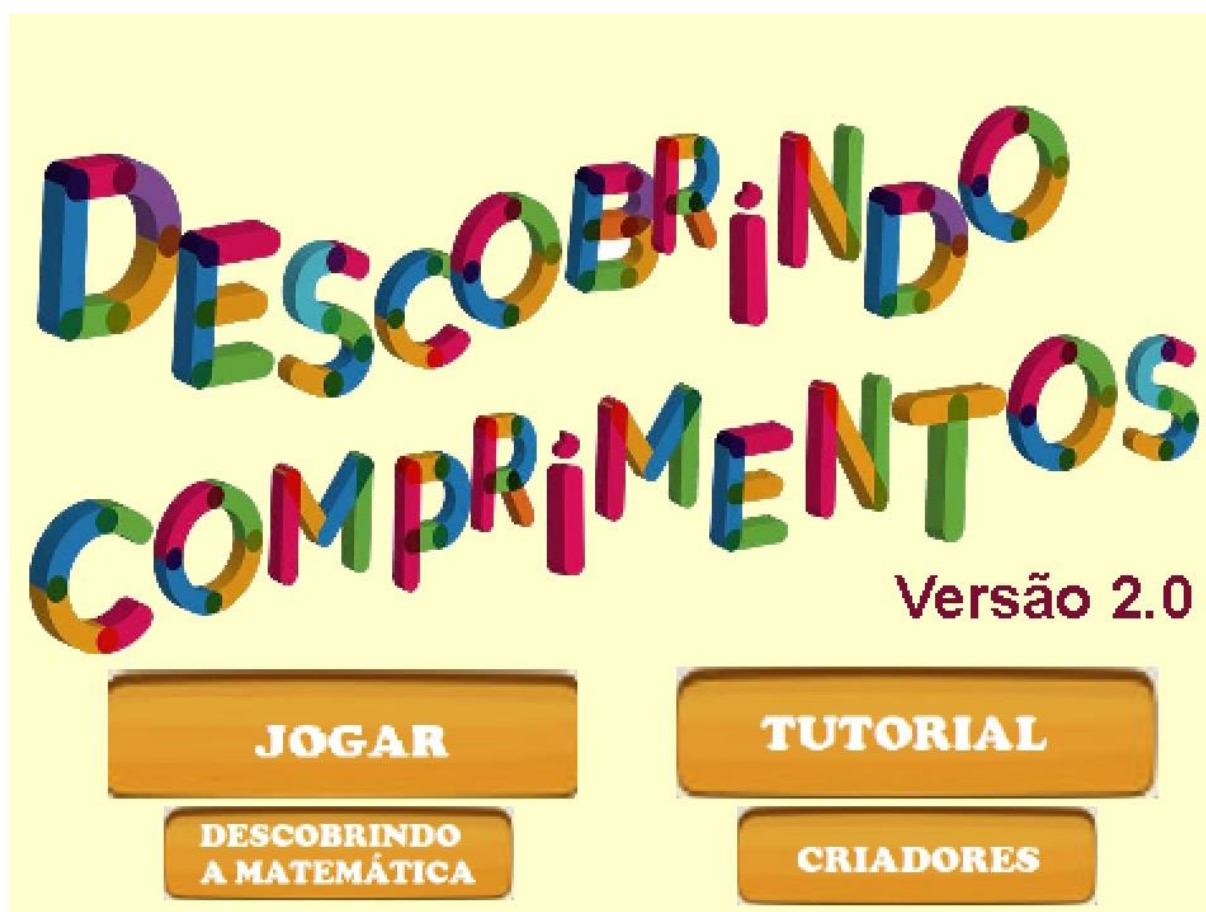 DESCOBRiNDO
COMPRiMENTOS
Versão 2.0
JOGAR
TUTORIAL
DESCOBRINDO
A MATEMÁTICA
CRIADORES